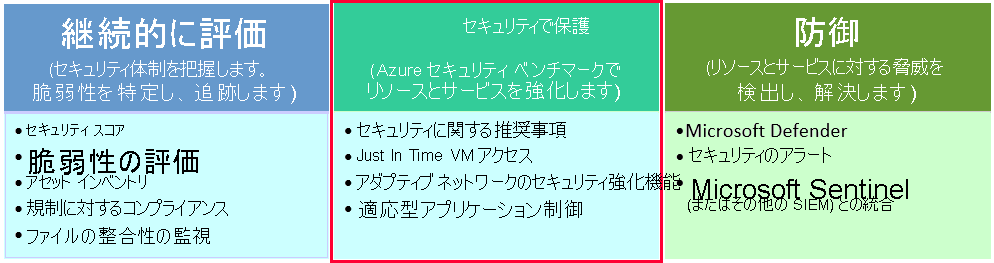 継続的に評価
(セキュリティ体制を把握します。
脆弱性を特定し、追跡します)
• セキュリティ スコア
• 脆弱性の評価
• アセット インベントリ
• 規制に対するコンプライアンス
• ファイルの整合性の監視
セキュリティで保護
(Azure セキュリティ ベンチマークで
リソースとサービスを強化します)
• セキュリティに関する推奨事項
• Just In Time VM アクセス
• アダプティブ ネットワークのセキュリティ強化機能
• 適応型アプリケーション制御
防御
(リソースとサービスに対する脅威を
検出し、解決します)
• Microsoft Defender
• セキュリティのアラート
• Microsoft Sentinel
(またはその他の SIEM) との統合